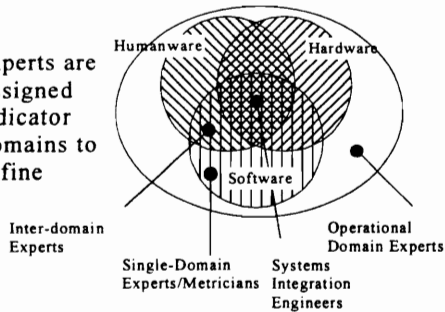 Humanware
Hardware
perts are
signed
dicator
mains to
fine
Software
Inter-domain
Experts
Operational
Domain Experts
Single-Domain
Experts/Metricians
Systems
Integration
Engineers